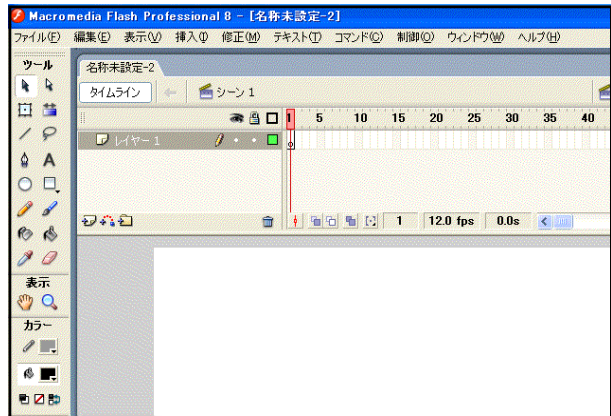 Macromedia Flash Professional 8 - [名称未設定-2]
ファイル(F) 編集(E) 表示(V) 挿入(I) 修正(M) テキスト(T) コマンド(C) 制御(O) ウィンドウ(W) ヘルプ(H)
ツール
名称未設定-2
タイムライン シーン 1
1 5 10 15 20 25 30 35 40
レイヤー 1
1 12.0 fps 0.0s
A
表示
カラー